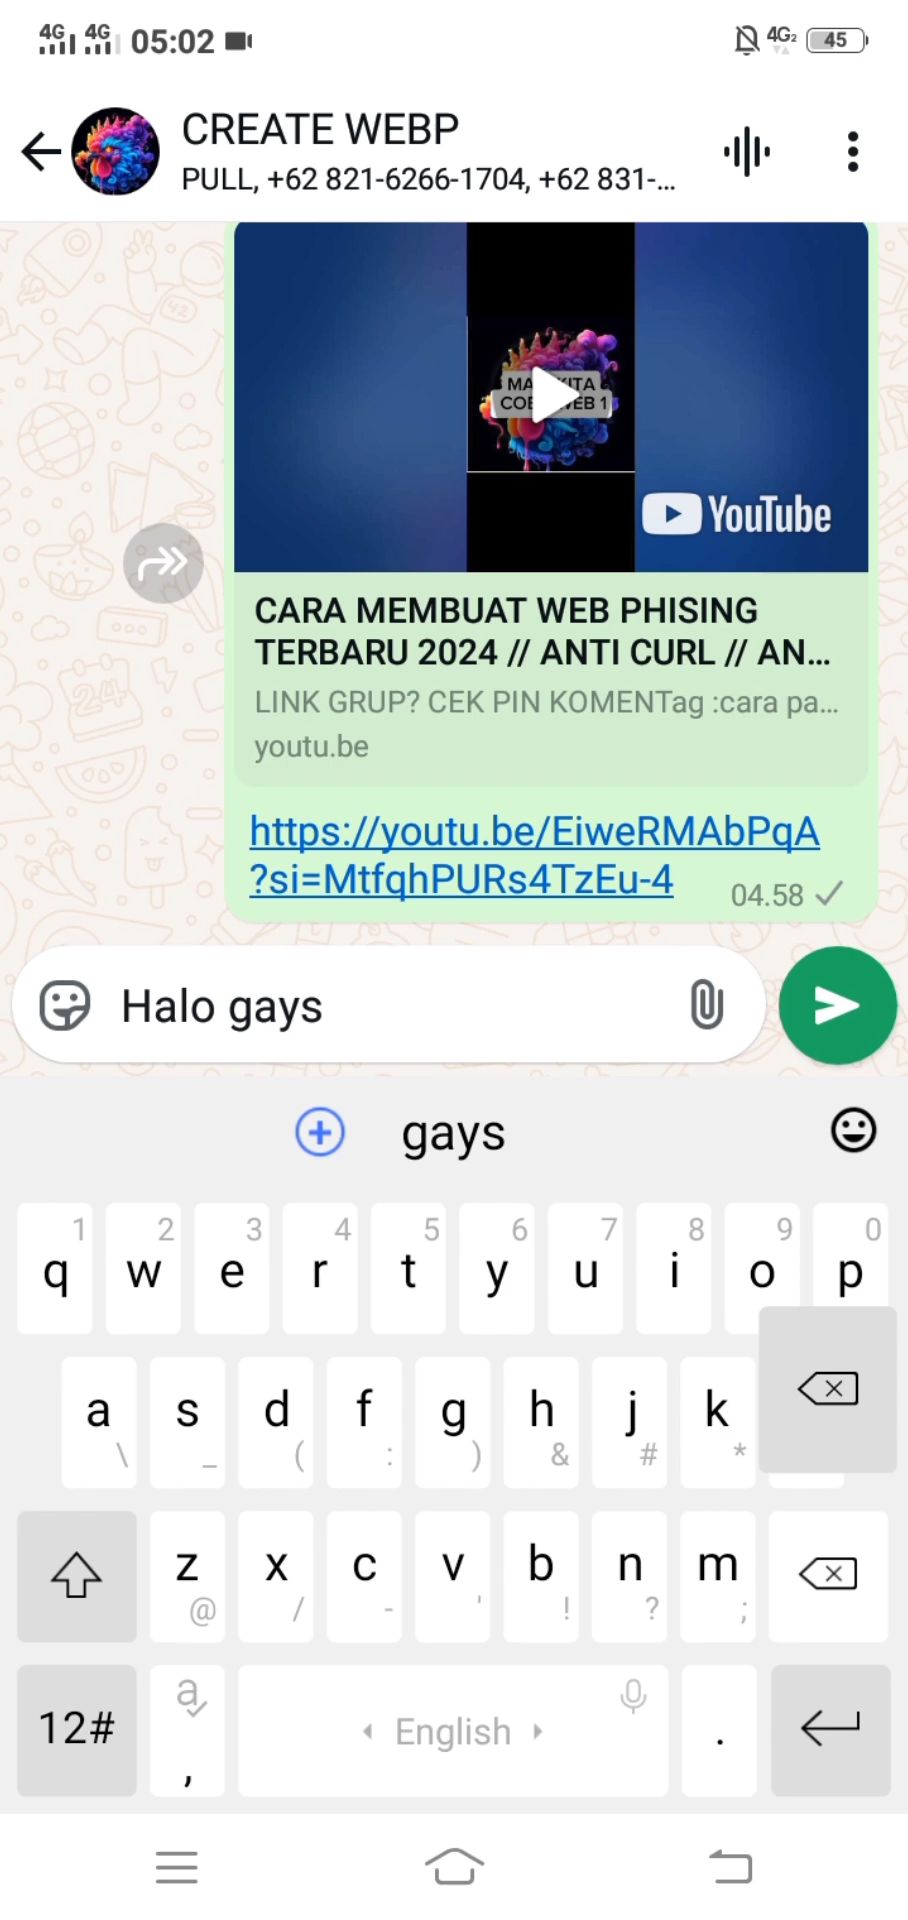 4G 4G 05:02 4G2 45
CREATE WEBP
PULL, +62 821-6266-1704, +62 831-...
YouTube
CARA MEMBUAT WEB PHISING
TERBARU 2024 // ANTI CURL // AN...
LINK GRUP? CEK PIN KOMENTag :cara pa...
youtu.be
https://youtu.be/EiweRMAbPqA
?si=MtfqhPURs4TzEu-4
04.58
Halo gays
gays
1 2 3 4 5 6 7 8 9 0
q w e r t y u i o p
a s d f g h j k
\ _ ( : ) & # *
z x c v b n m
@ / - ' ! ? ;
12# a , English .